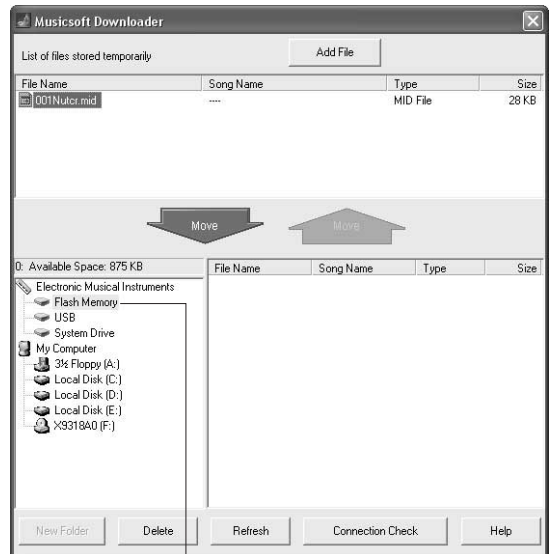 Musicsoft Downloader
List of files stored temporarily
Add File
File Name Song Name Type Size
001Nutcr.mid ---- MID File 28 KB
Move Move
0: Available Space: 875 KB
File Name Song Name Type Size
Electronic Musical Instruments
Flash Memory
USB
System Drive
My Computer
3½ Floppy (A:)
Local Disk (C:)
Local Disk (D:)
Local Disk (E:)
X9318A0 (F:)
New Folder Delete Refresh Connection Check Help